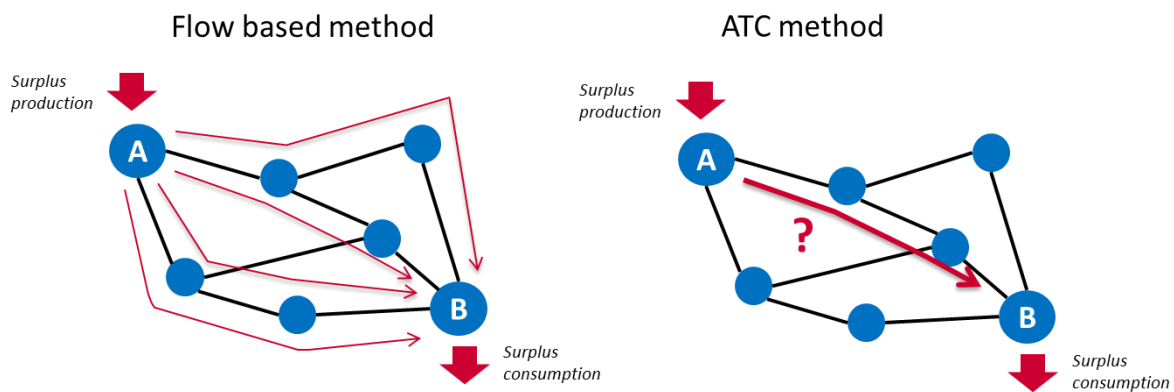 Flow based method
Surplus
production
A
B
Surplus
consumption
ATC method
Surplus
production
A
?
B
Surplus
consumption